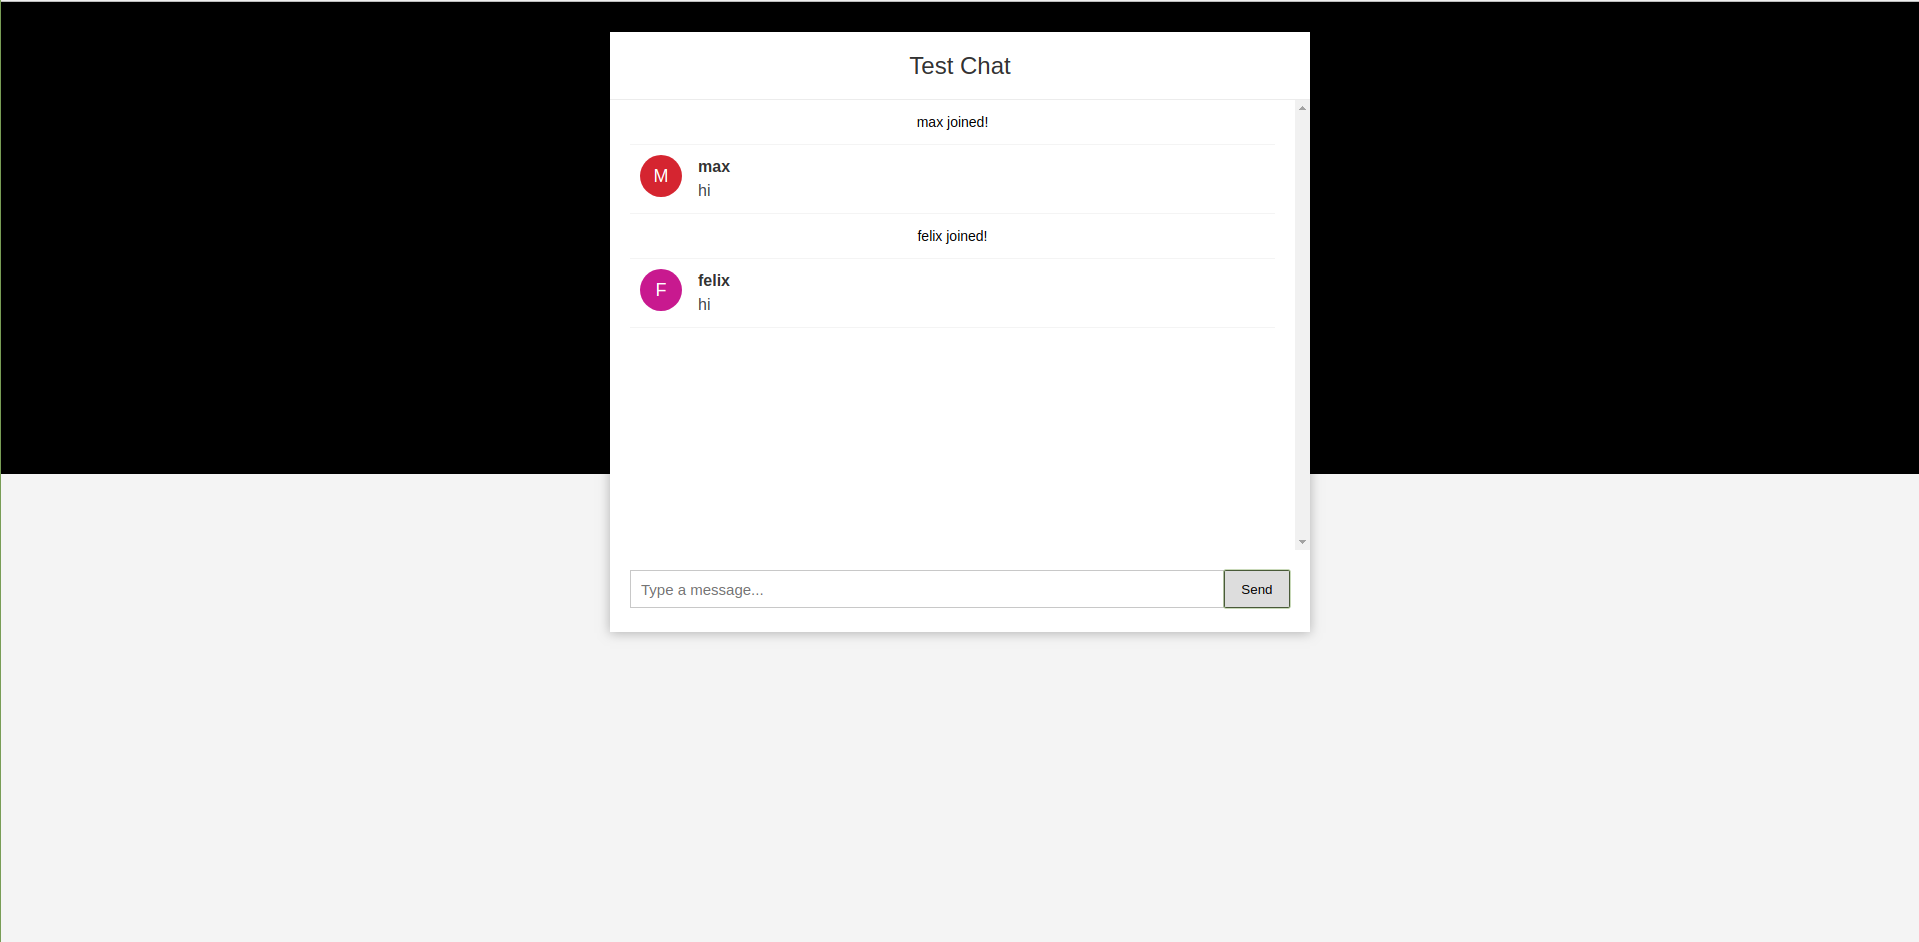 Test Chat
max joined!
M
max
hi
felix joined!
F
felix
hi
Type a message...
Send